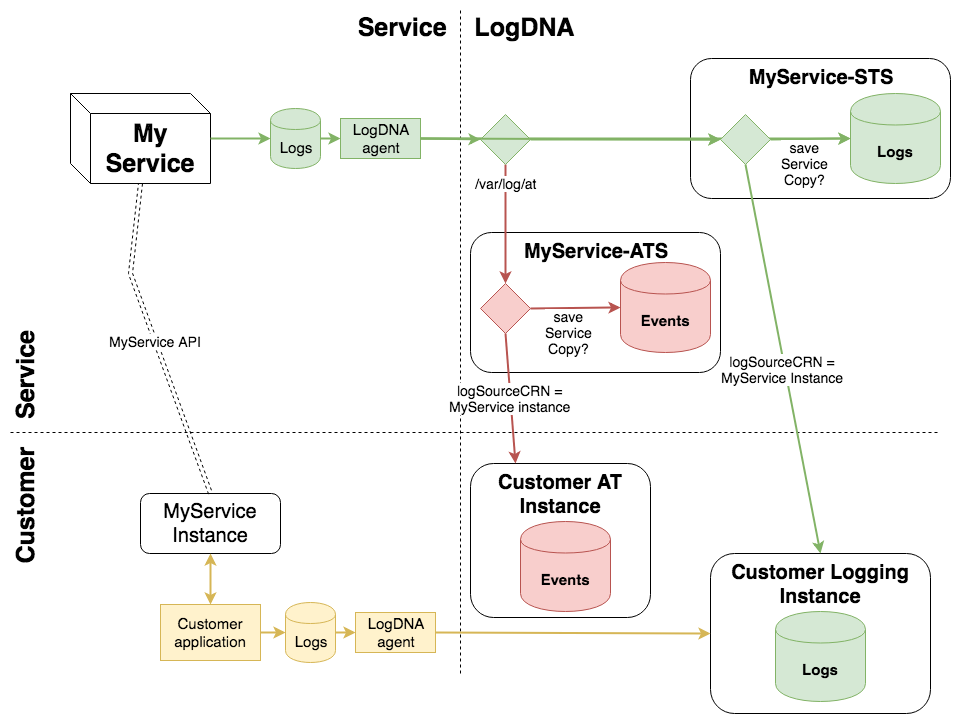 Service
LogDNA
MyService-STS
My
Service
Logs
LogDNA
agent
save
Service
Copy?
Logs
/var/log/at
MyService-ATS
save
Service
Copy?
Events
MyService API
logSourceCRN =
MyService Instance
logSourceCRN =
MyService instance
Service
Customer
MyService
Instance
Customer AT
Instance
Events
Customer Logging
Instance
Logs
Customer
application
Logs
LogDNA
agent